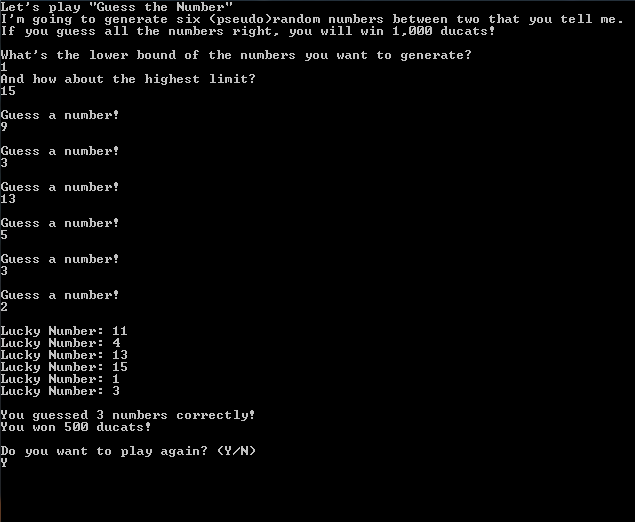 Let's play "Guess the Number"
I'm going to generate six (pseudo)random numbers between two that you tell me.
If you guess all the numbers right, you will win 1,000 ducats!
What's the lower bound of the numbers you want to generate?
1
And how about the highest limit?
15
Guess a number!
9
Guess a number!
3
Guess a number!
13
Guess a number!
5
Guess a number!
3
Guess a number!
2
Lucky Number: 11
Lucky Number: 4
Lucky Number: 13
Lucky Number: 15
Lucky Number: 1
Lucky Number: 3
You guessed 3 numbers correctly!
You won 500 ducats!
Do you want to play again? (Y/N)
Y